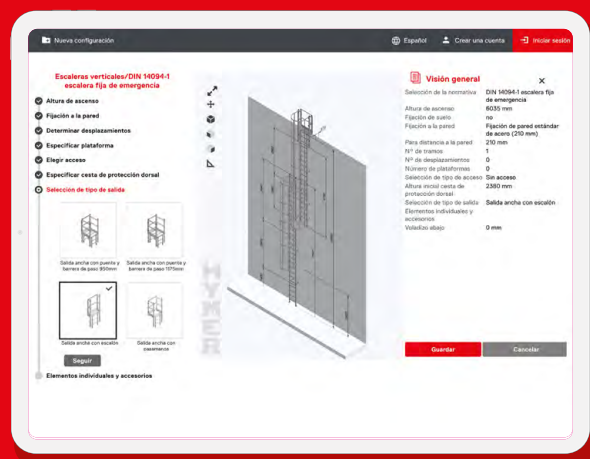 Nueva configuración
Español
Crear una cuenta
Iniciar sesión
Escaleras verticales/DIN 14094-1
escalera fija de emergencia
Altura de ascenso
Fijación a la pared
Determinar desplazamientos
Especificar plataforma
Elegir acceso
Especificar cesta de protección dorsal
Selección de tipo de salida
Salida ancha con puente y
barrera de paso 950mm
Salida ancha con puente y
barrera de paso 1175mm
Salida ancha con escalón
Salida ancha con
pasamanos
Seguir
Elementos individuales y accesorios
HYMER
Visión general
Selección de la normativa DIN 14094-1 escalera fija
de emergencia
Altura de ascenso 6035 mm
Fijación de suelo no
Fijación a la pared Fijación de pared estándar
de acero (210 mm)
Para distancia a la pared 210 mm
Nº de tramos 1
Nº de desplazamientos 0
Número de plataformas 0
Selección de tipo de acceso Sin acceso
Altura inicial cesta de 2380 mm
protección dorsal
Selección de tipo de salida Salida ancha con escalón
Elementos individuales y
accesorios
Voladizo abajo 0 mm
Guardar
Cancelar